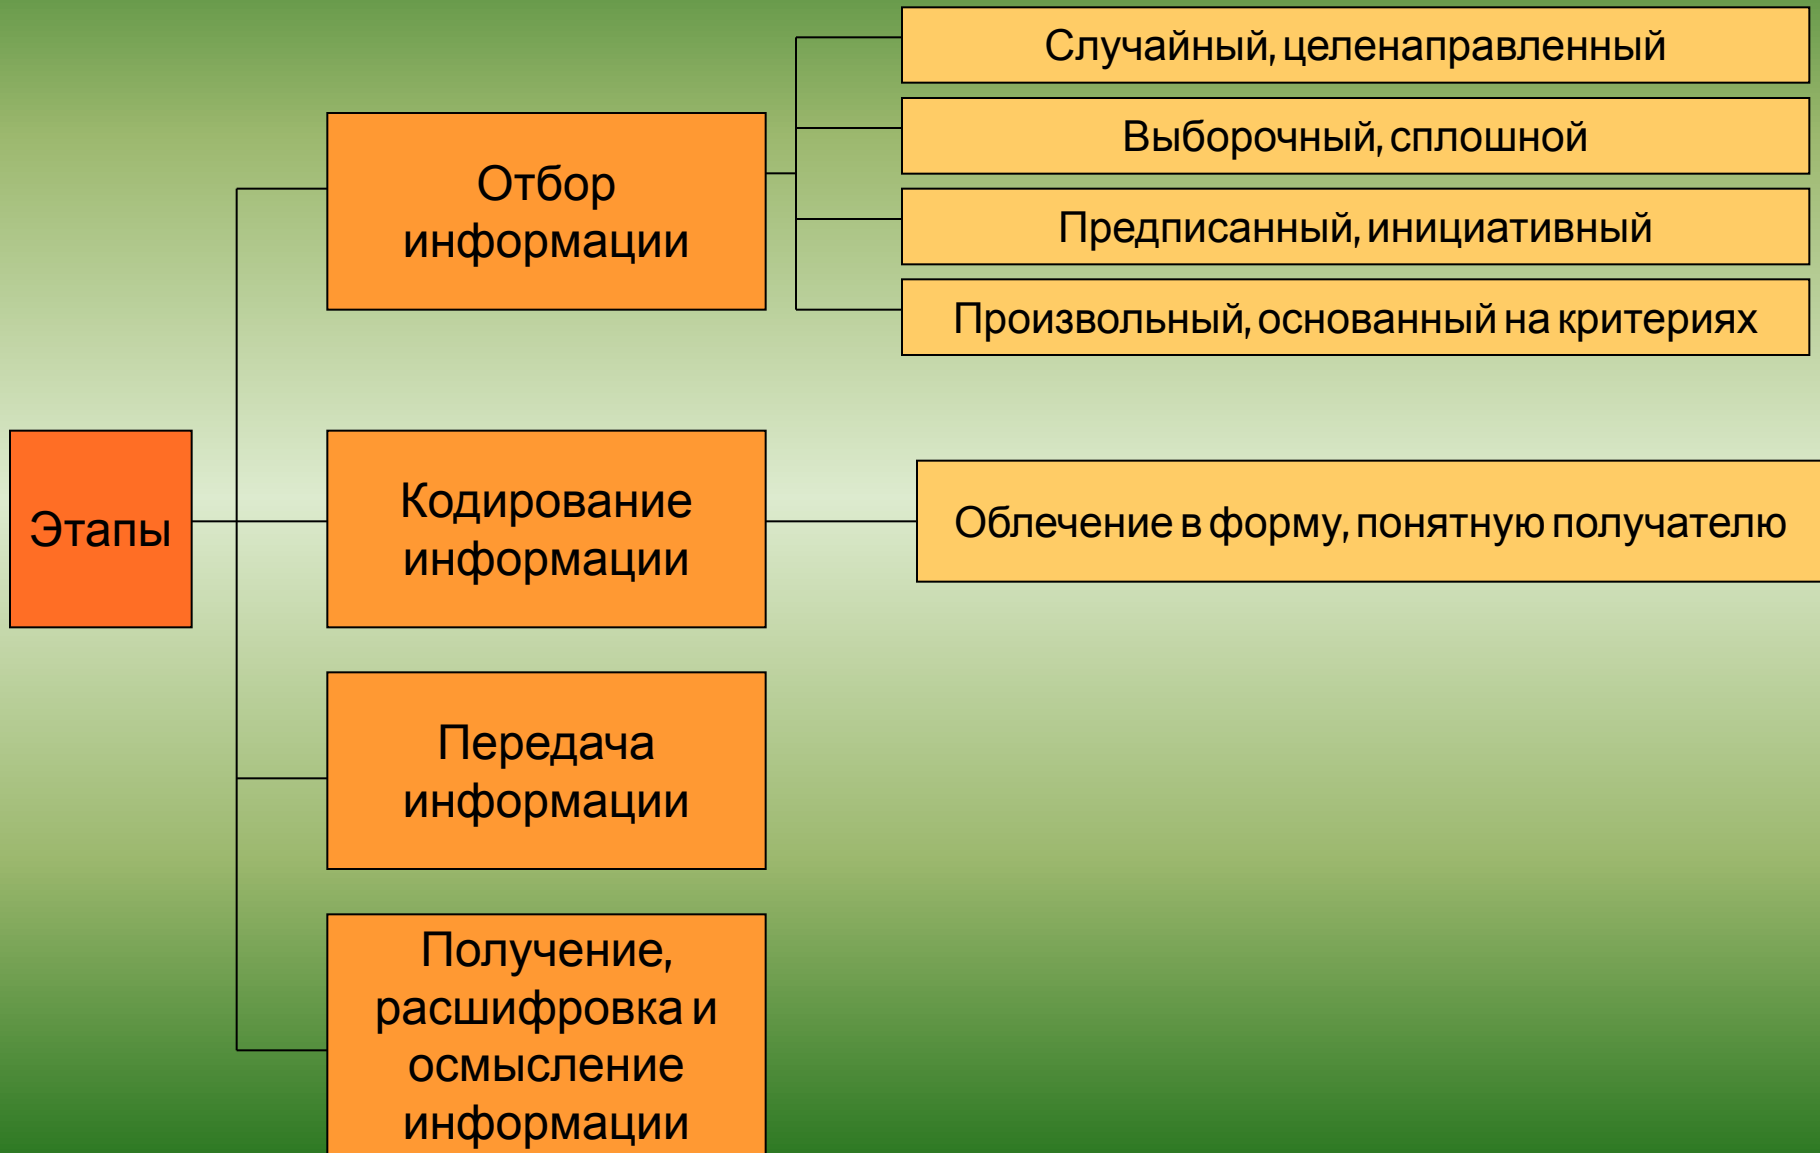 Случайный, целенаправленный
Выборочный, сплошной
Отбор
информации
Предписанный, инициативный
Произвольный, основанный на критериях
Этапы
Кодирование
информации
Облечение в форму, понятную получателю
Передача
информации
Получение,
расшифровка и
осмысление
информации